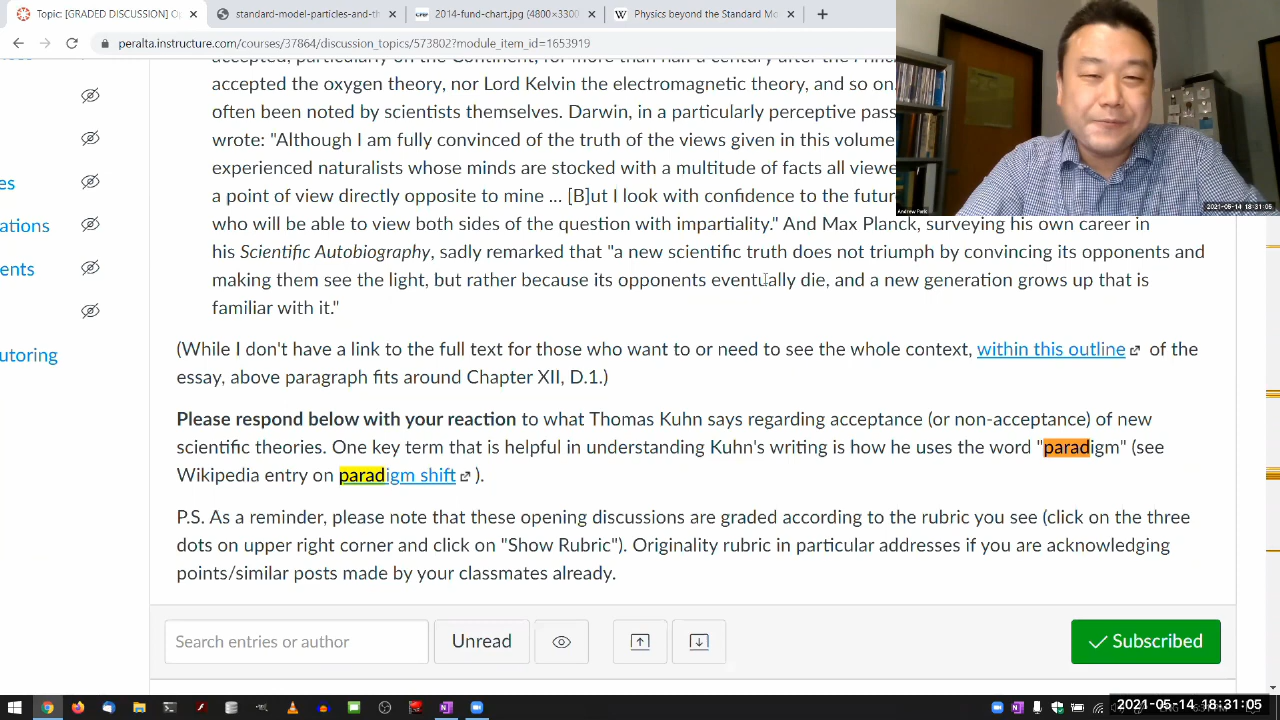 Topic: [GRADED DISCUSSION] O
standard-model-particles-and-th
2014-fund-chart.jpg (4800×3300
Physics beyond the Standard Mo
peralta.instructure.com/courses/37864/discussion_topics/573802?module_item_id=1653919
accepted the oxygen theory, nor Lord Kelvin the electromagnetic theory, and so on.
often been noted by scientists themselves. Darwin, in a particularly perceptive pass
wrote: "Although I am fully convinced of the truth of the views given in this volume
experienced naturalists whose minds are stocked with a multitude of facts all viewe
a point of view directly opposite to mine ... [B]ut I look with confidence to the futur
who will be able to view both sides of the question with impartiality." And Max Planck, surveying his own career in
his Scientific Autobiography, sadly remarked that "a new scientific truth does not triumph by convincing its opponents and
making them see the light, but rather because its opponents eventually die, and a new generation grows up that is
familiar with it."
(While I don't have a link to the full text for those who want to or need to see the whole context, within this outline of the
essay, above paragraph fits around Chapter XII, D.1.)
Please respond below with your reaction to what Thomas Kuhn says regarding acceptance (or non-acceptance) of new
scientific theories. One key term that is helpful in understanding Kuhn's writing is how he uses the word "paradigm" (see
Wikipedia entry on paradigm shift ).
P.S. As a reminder, please note that these opening discussions are graded according to the rubric you see (click on the three
dots on upper right corner and click on "Show Rubric"). Originality rubric in particular addresses if you are acknowledging
points/similar posts made by your classmates already.
es
ations
ents
utoring
Search entries or author
Unread
Subscribed
Andrew Park
2021-05-14 18:31:05
2021-05-14 18:31:05